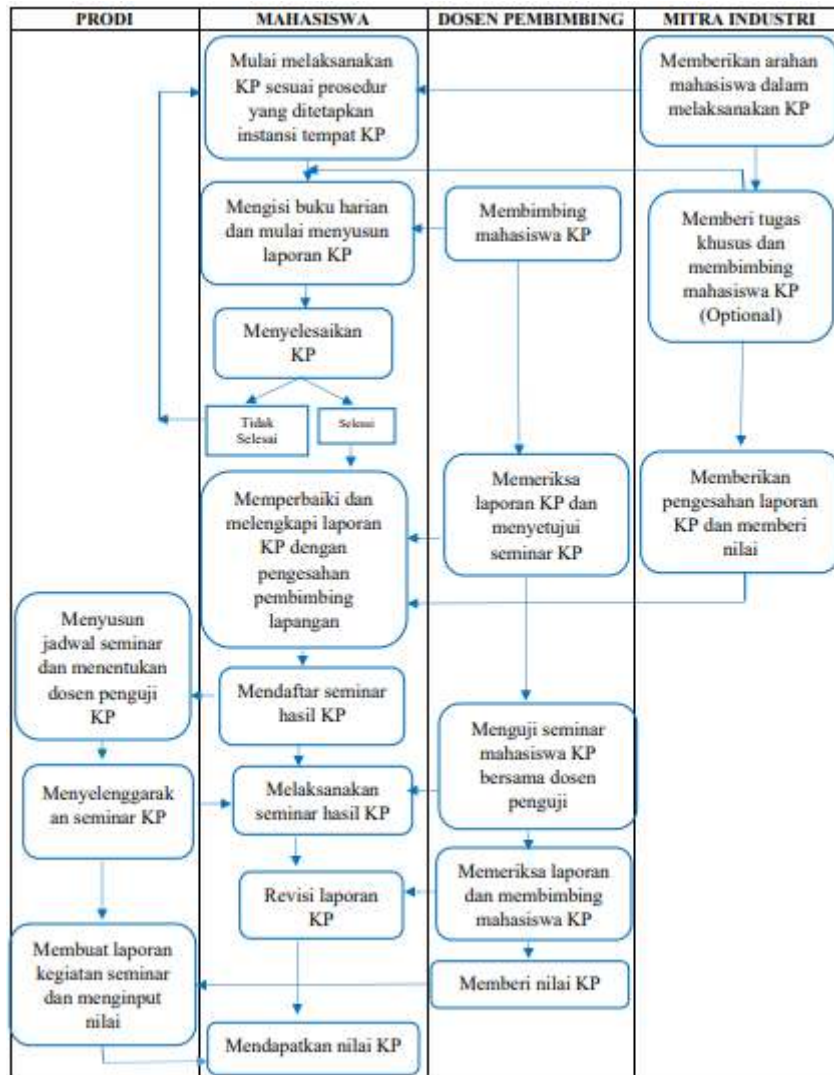 PRODI
MAHASISWA
DOSEN PEMBIMBING
MITRA INDUSTRI
Mulai melaksanakan
KP sesuai prosedur
yang ditetapkan
instansi tempat KP
Memberikan arahan
mahasiswa dalam
melaksanakan KP
Mengisi buku harian
dan mulai menyusun
laporan KP
Membimbing
mahasiswa KP
Memberi tugas
khusus dan
membimbing
mahasiswa KP
(Optional)
Menyelesaikan
KP
Tidak
Selesai
Selesai
Memperbaiki dan
melengkapi laporan
KP dengan
pengesahan
pembimbing
lapangan
Memeriksa
laporan KP dan
menyetujui
seminar KP
Memberikan
pengesahan laporan
KP dan memberi
nilai
Menyusun
jadwal seminar
dan menentukan
dosen penguji
KP
Mendaftar seminar
hasil KP
Menguji seminar
mahasiswa KP
bersama dosen
penguji
Menyelenggarak
an seminar KP
Melaksanakan
seminar hasil KP
Revisi laporan
KP
Memeriksa laporan
dan membimbing
mahasiswa KP
Membuat laporan
kegiatan seminar
dan menginput
nilai
Memberi nilai KP
Mendapatkan nilai KP